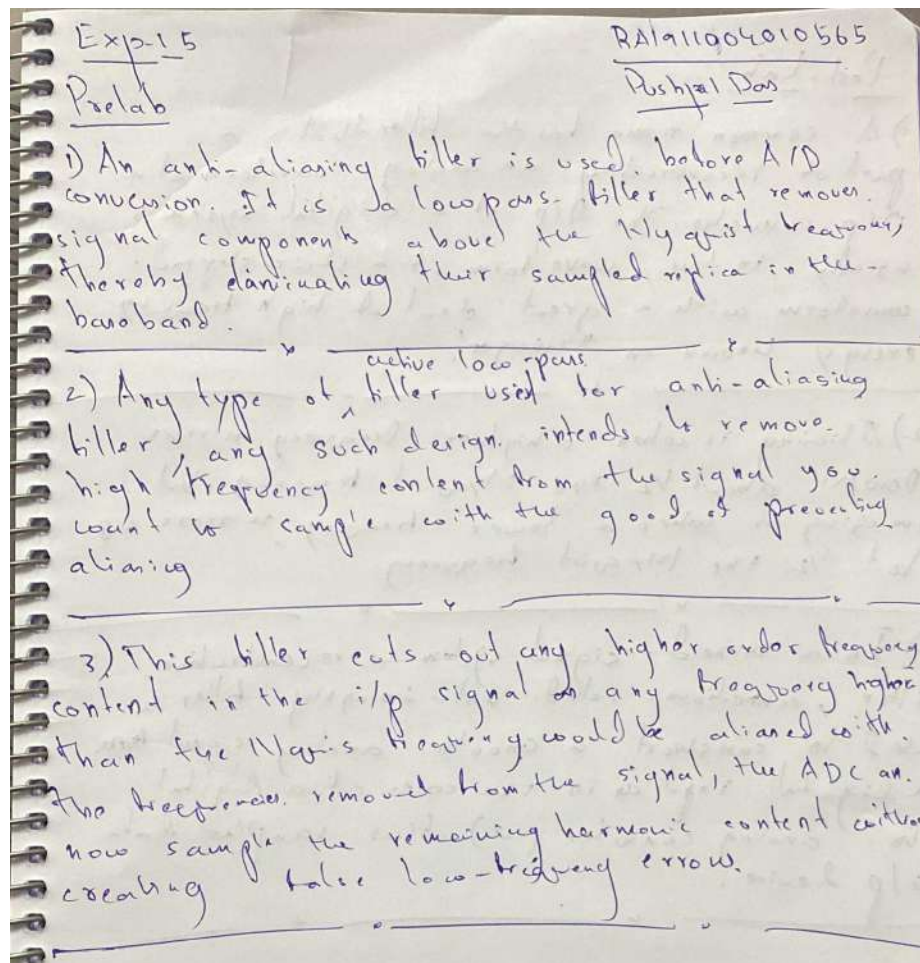 Exp-15
RA1911004010565
Prelab
Pushpal Das
1) An anti-aliasing filter is used before A/D
conversion. It is a lowpass filter that removes
signal components above the Nyquist frequency,
thereby eliminating their sampled replica in the
baseband.
active low-pass
2) Any type of filter used for anti-aliasing
filter, any such design. intends to remove.
high frequency content from the signal you
want to sample with the good of preventing
aliasing
3) This filter cuts out any higher order frequency
content in the i/p signal as any frequency higher
than the Nyquis frequency would be aliased with.
The frequencies removed from the signal, the ADC an.
now sample the remaining harmonic content
creating false low-frequency errow.